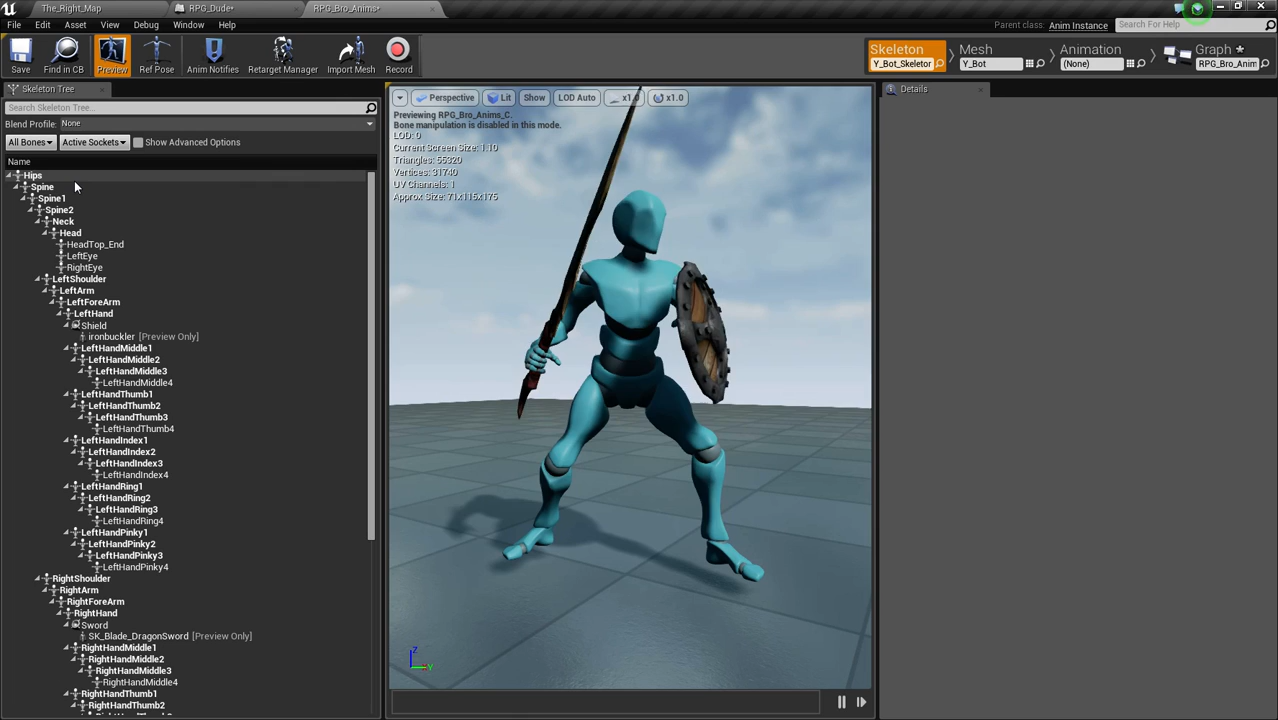 The_Right_Map
RPG_Dude*
RPG_Bro_Anims*
File Edit Asset View Debug Window Help
Parent class: Anim Instance
Search For Help
Save
Find in CB
Preview
Ref Pose
Anim Notifies
Retarget Manager
Import Mesh
Record
Skeleton
Y_Bot_Skeletor
Mesh
Y_Bot
Animation
(None)
Graph
RPG_Bro_Anim
Skeleton Tree
Details
Search Skeleton Tree...
Blend Profile: None
All Bones
Active Sockets
Show Advanced Options
Name
Hips
Spine
Spine1
Spine2
Neck
Head
HeadTop_End
LeftEye
RightEye
LeftShoulder
LeftArm
LeftForeArm
LeftHand
Shield
ironbuckler [Preview Only]
LeftHandMiddle1
LeftHandMiddle2
LeftHandMiddle3
LeftHandMiddle4
LeftHandThumb1
LeftHandThumb2
LeftHandThumb3
LeftHandThumb4
LeftHandIndex1
LeftHandIndex2
LeftHandIndex3
LeftHandIndex4
LeftHandRing1
LeftHandRing2
LeftHandRing3
LeftHandRing4
LeftHandPinky1
LeftHandPinky2
LeftHandPinky3
LeftHandPinky4
RightShoulder
RightArm
RightForeArm
RightHand
Sword
SK_Blade_DragonSword [Preview Only]
RightHandMiddle1
RightHandMiddle2
RightHandMiddle3
RightHandMiddle4
RightHandThumb1
RightHandThumb2
Perspective
Lit
Show
LOD Auto
x1.0
x1.0
Previewing RPG_Bro_Anims_C.
Bone manipulation is disabled in this mode.
LOD: 0
Current Screen Size: 1.10
Triangles: 55320
Vertices: 31740
UV Channels: 1
Approx Size: 71x115x175
Z
Y